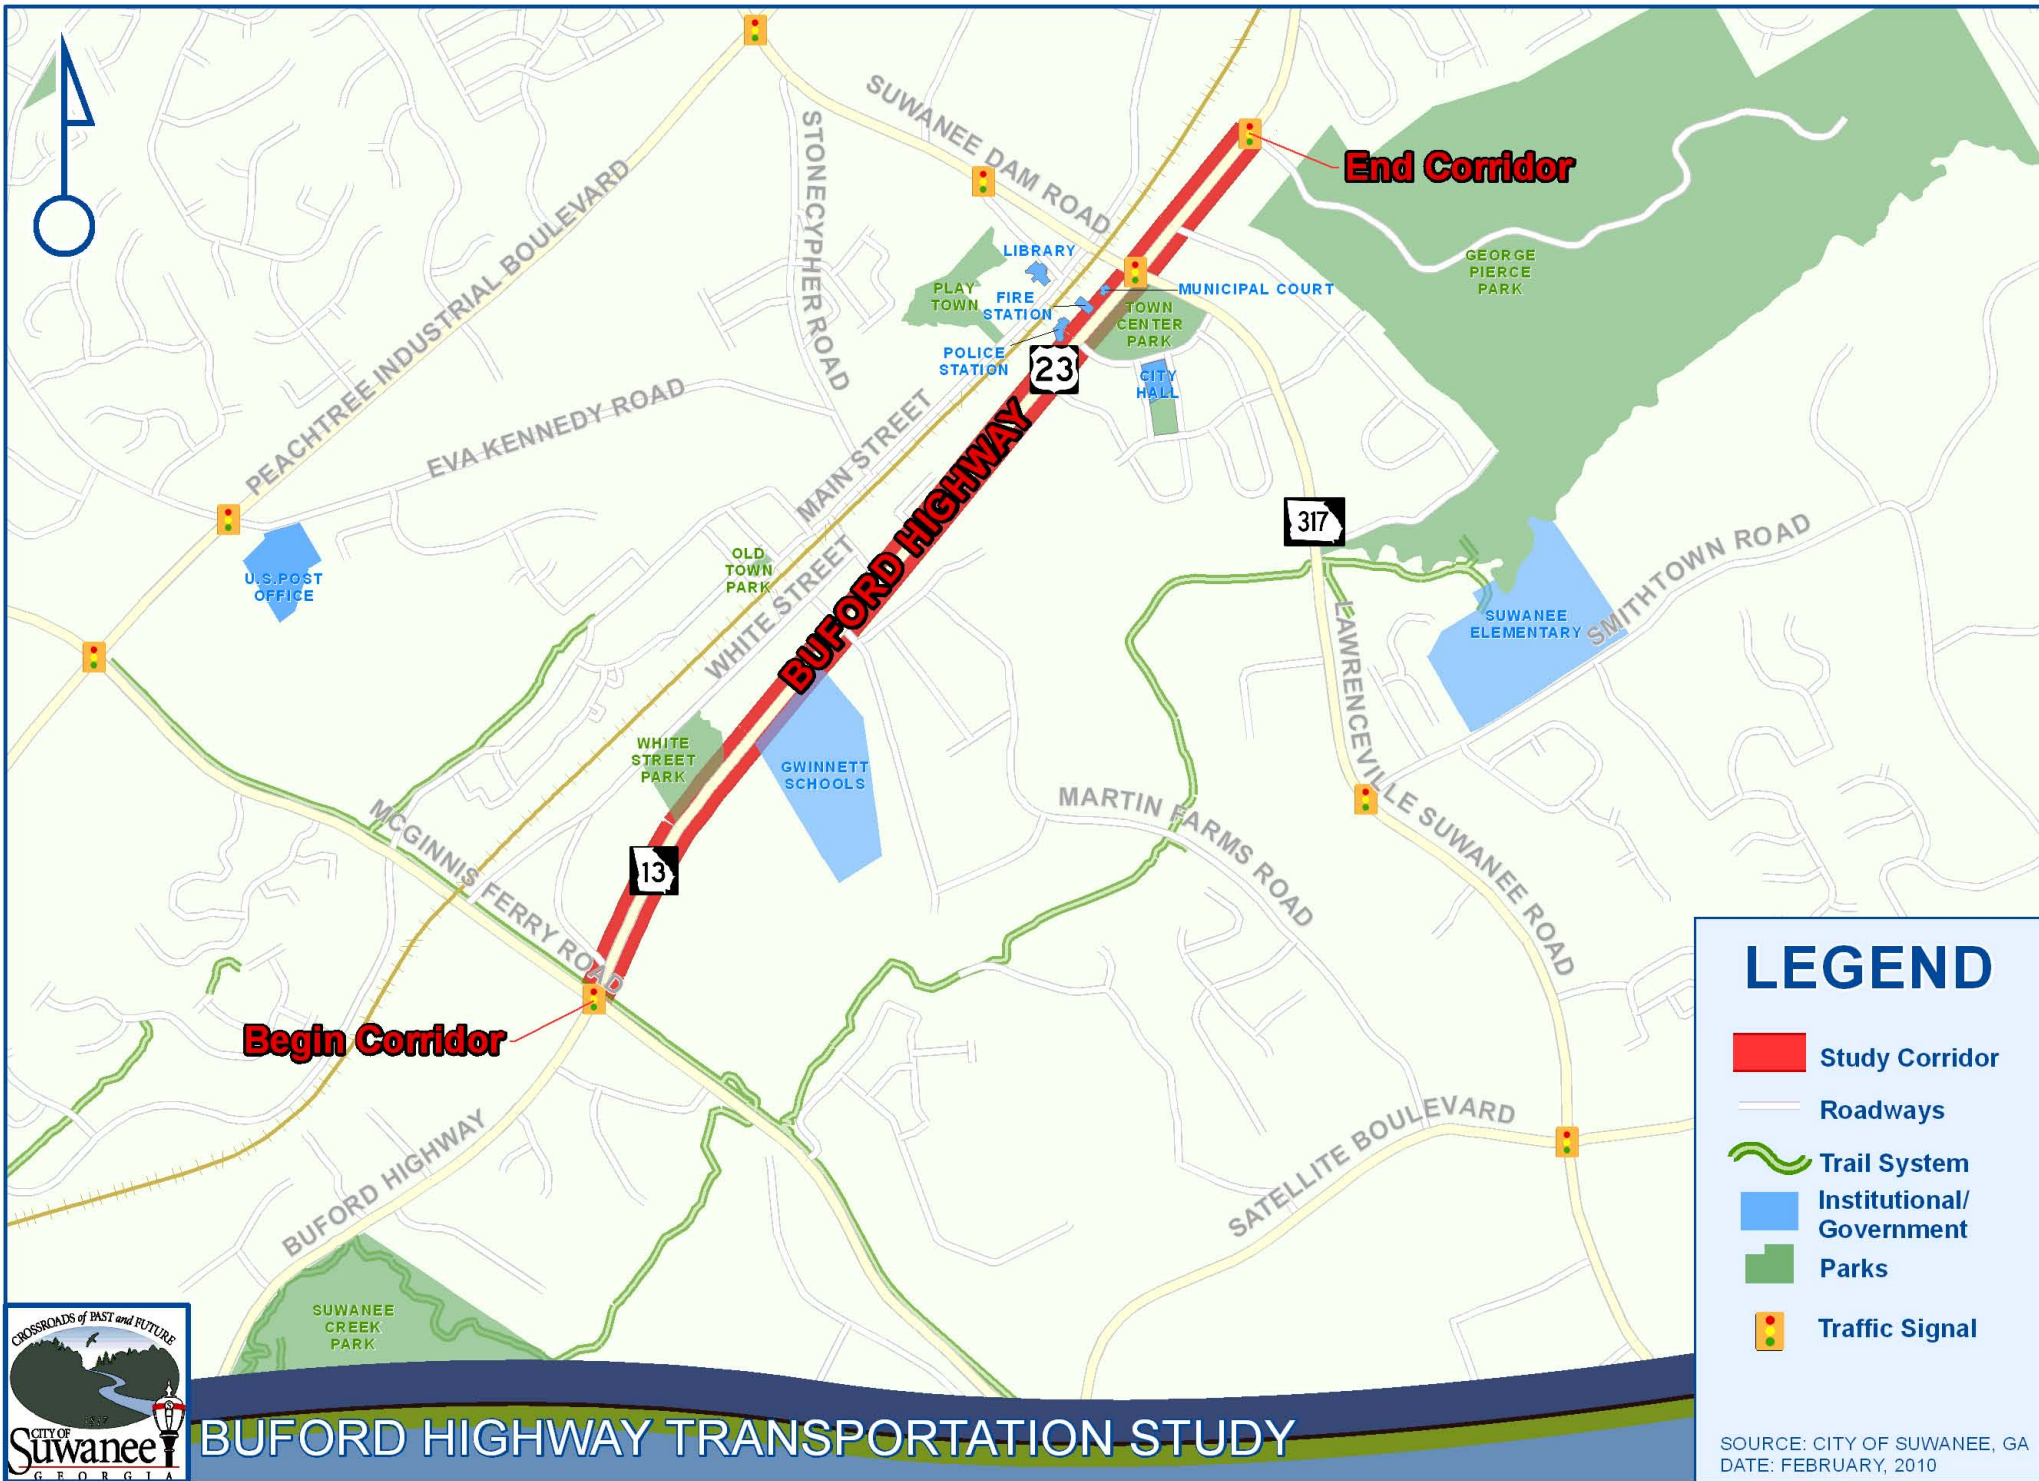 SUWANEE DAM ROAD
STONECYPHER ROAD
PEACHTREE INDUSTRIAL BOULEVARD
End Corridor
LIBRARY
GEORGE
PIERCE
PARK
PLAY
TOWN
FIRE
STATION
MUNICIPAL COURT
TOWN
CENTER
PARK
POLICE
STATION
23
CITY
HALL
EVA KENNEDY ROAD
MAIN STREET
BUFORD HIGHWAY
317
OLD
TOWN
PARK
U.S.POST
OFFICE
WHITE STREET
SMITHTOWN ROAD
SUWANEE
ELEMENTARY
LAWRENCEVILLE SUWANEE ROAD
WHITE
STREET
PARK
GWINNETT
SCHOOLS
MARTIN FARMS ROAD
MCGINNIS FERRY ROAD
13
Begin Corridor
BUFORD HIGHWAY
SATELLITE BOULEVARD
SUWANEE
CREEK
PARK
LEGEND
Study Corridor
Roadways
Trail System
Institutional/
Government
Parks
Traffic Signal
CROSSROADS of PAST and FUTURE
1837
CITY OF
Suwanee
GEORGIA
BUFORD HIGHWAY TRANSPORTATION STUDY
SOURCE: CITY OF SUWANEE, GA
DATE: FEBRUARY, 2010